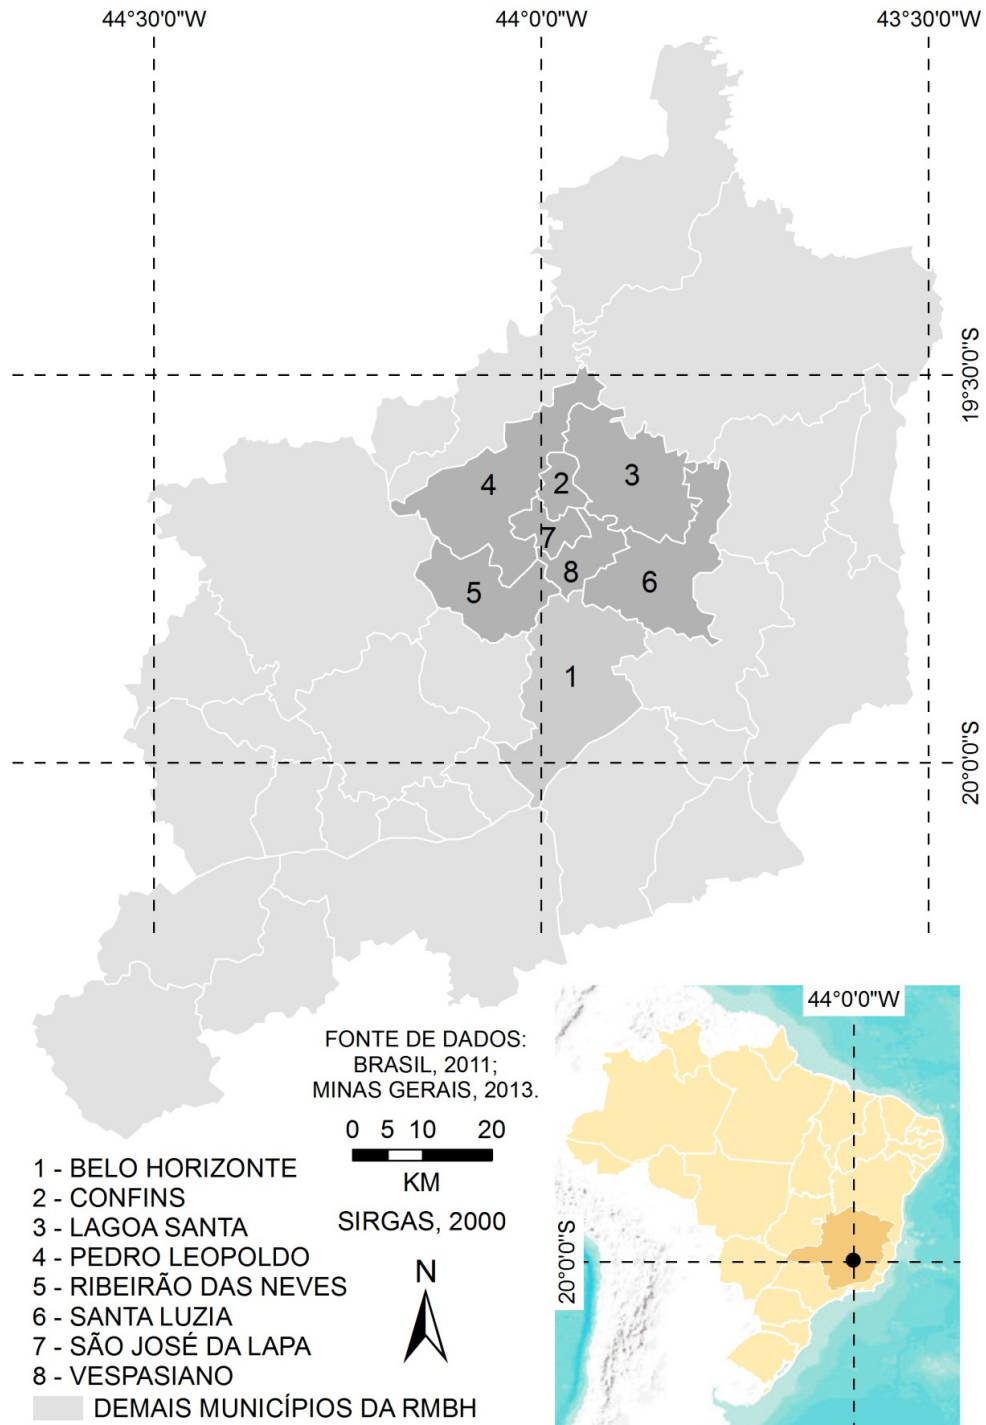 44°30'0"W
44°0'0"W
43°30'0"W
19°30'0"S
4
2
3
7
8
5
6
1
20°0'0"S
FONTE DE DADOS:
BRASIL, 2011;
MINAS GERAIS, 2013.
0 5 10 20
KM
SIRGAS, 2000
N
1 - BELO HORIZONTE
2 - CONFINS
3 - LAGOA SANTA
4 - PEDRO LEOPOLDO
5 - RIBEIRÃO DAS NEVES
6 - SANTA LUZIA
7 - SÃO JOSÉ DA LAPA
8 - VESPASIANO
DEMAIS MUNICÍPIOS DA RMBH
44°0'0"W
20°0'0"S